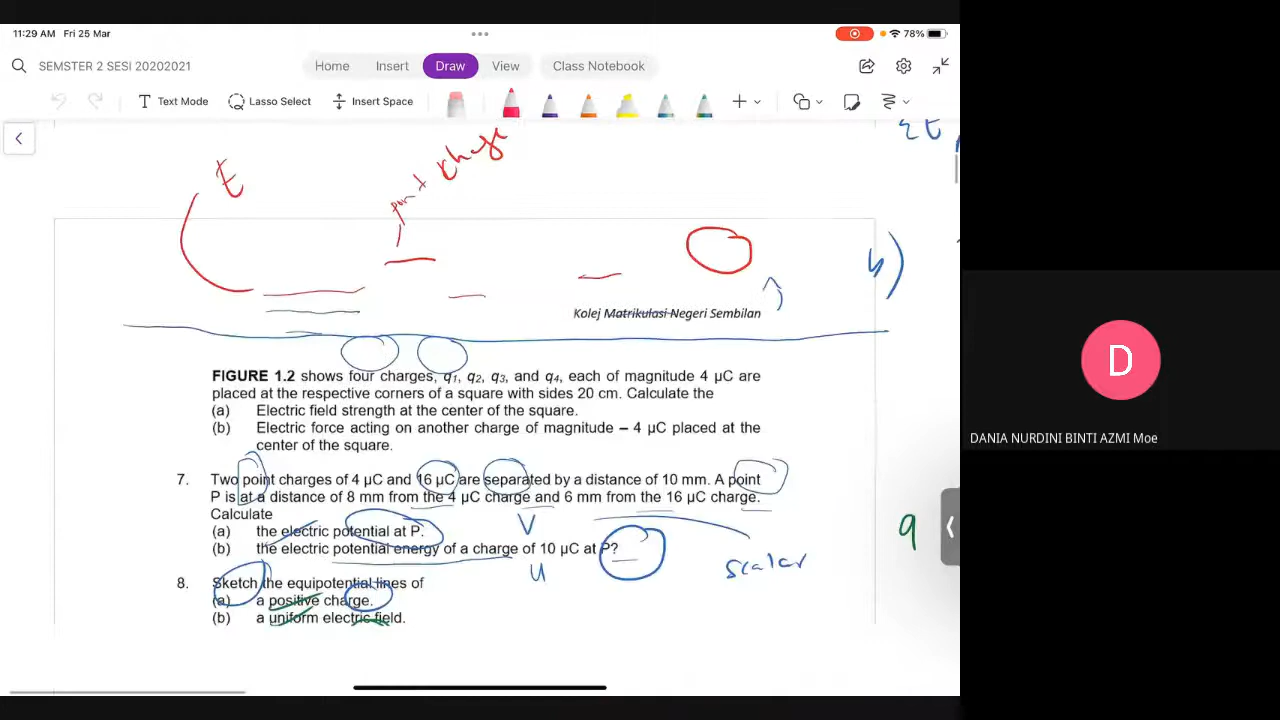 11:29 AM Fri 25 Mar
78%
SEMSTER 2 SESI 20202021
Home Insert Draw View Class Notebook
Text Mode Lasso Select Insert Space
E
point charge
Kolej Matrikulasi Negeri Sembilan
FIGURE 1.2 shows four charges, q1, q2, q3, and q4, each of magnitude 4 µC are
placed at the respective corners of a square with sides 20 cm. Calculate the
(a) Electric field strength at the center of the square.
(b) Electric force acting on another charge of magnitude – 4 µC placed at the
center of the square.
7. Two point charges of 4 µC and 16 µC are separated by a distance of 10 mm. A point
P is at a distance of 8 mm from the 4 µC charge and 6 mm from the 16 µC charge.
Calculate
(a) the electric potential at P.
V
(b) the electric potential energy of a charge of 10 µC at P?
U
scalar
8. Sketch the equipotential lines of
(a) a positive charge.
(b) a uniform electric field.
9
D
DANIA NURDINI BINTI AZMI Moe